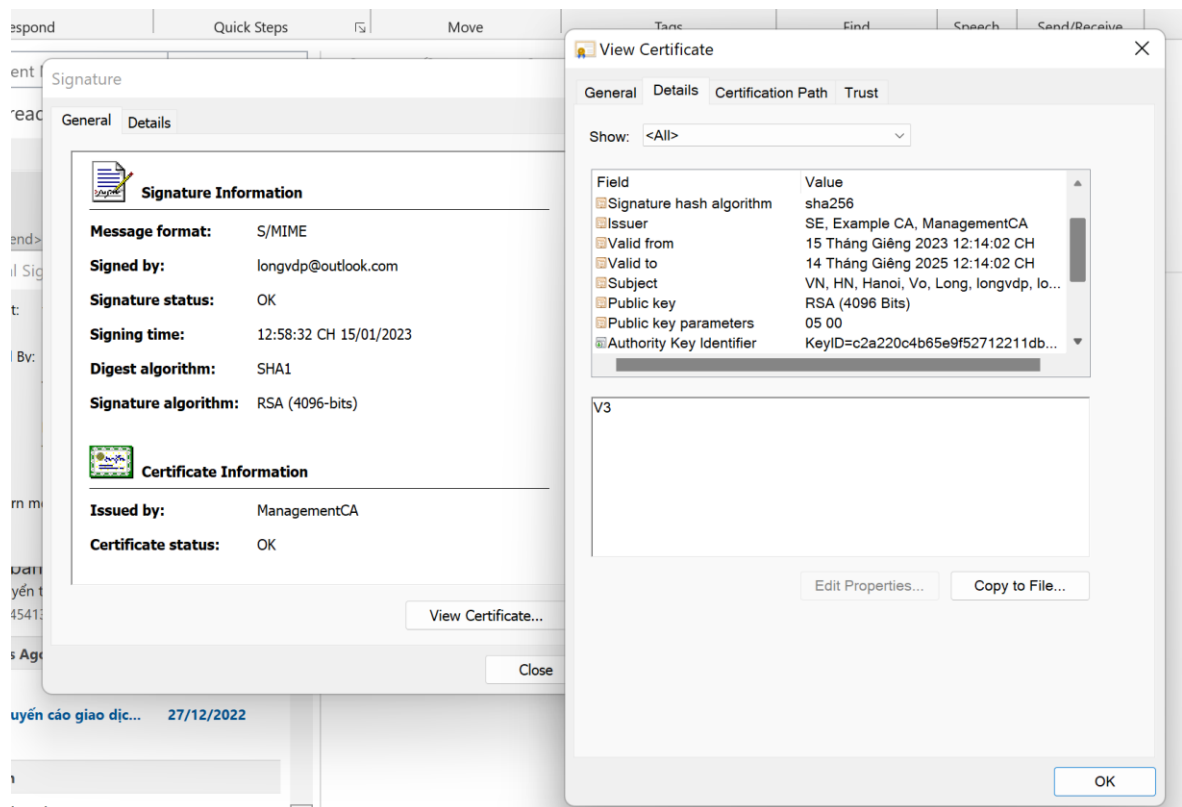 Quick Steps
Move
Tags
Find
Speech
Send/Receive
Signature
General
Details
Signature Information
Message format: S/MIME
Signed by: longvdp@outlook.com
Signature status: OK
Signing time: 12:58:32 CH 15/01/2023
Digest algorithm: SHA1
Signature algorithm: RSA (4096-bits)
Certificate Information
Issued by: ManagementCA
Certificate status: OK
View Certificate...
Close
27/12/2022
View Certificate
General
Details
Certification Path
Trust
Show: <All>
Field Value
Signature hash algorithm sha256
Issuer SE, Example CA, ManagementCA
Valid from 15 Tháng Giêng 2023 12:14:02 CH
Valid to 14 Tháng Giêng 2025 12:14:02 CH
Subject VN, HN, Hanoi, Vo, Long, longvdp, lo...
Public key RSA (4096 Bits)
Public key parameters 05 00
Authority Key Identifier KeyID=c2a220c4b65e9f52712211db...
V3
Edit Properties...
Copy to File...
OK